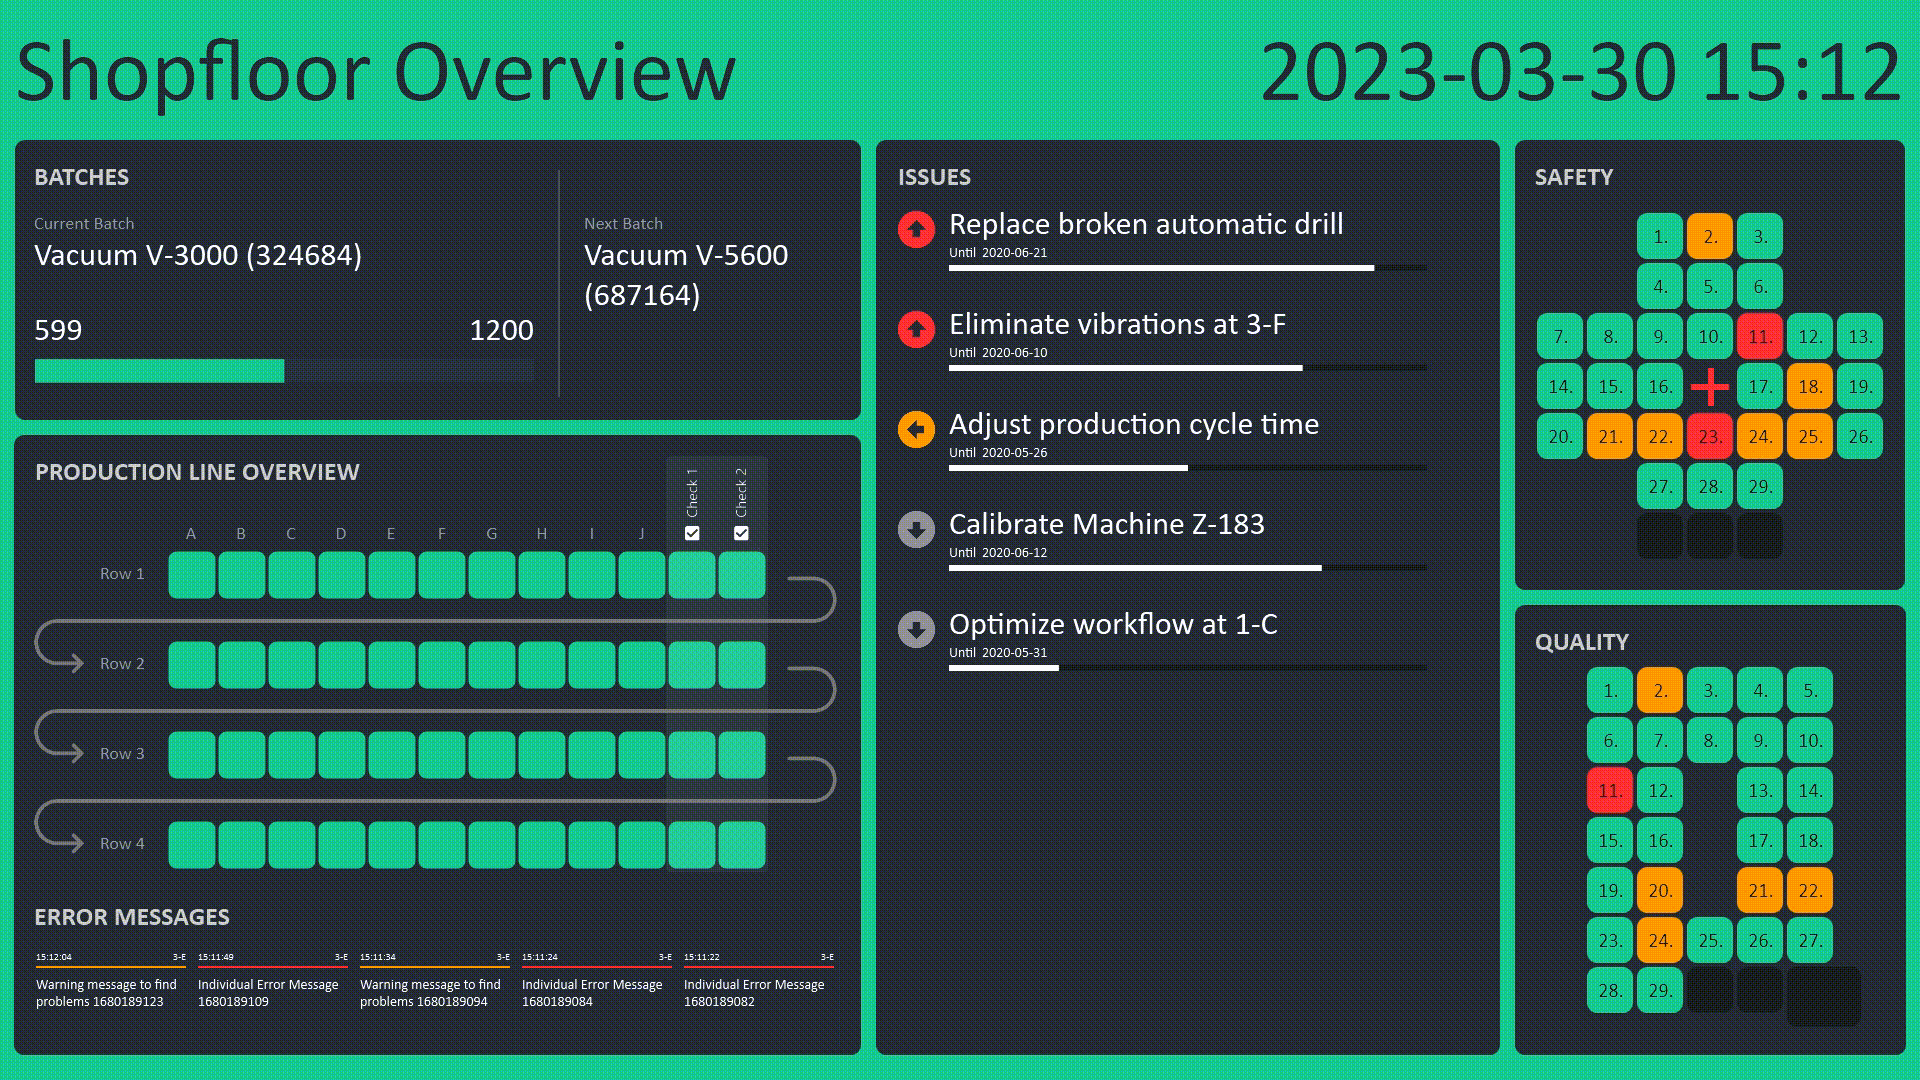 Shopfloor Overview
2023-03-30 15:12
BATCHES
Current Batch
Vacuum V-3000 (324684)
599
1200
Next Batch
Vacuum V-5600
(687164)
PRODUCTION LINE OVERVIEW
Check 1
Check 2
A B C D E F G H I J
Row 1
Row 2
Row 3
Row 4
ERROR MESSAGES
15:12:04 3-E
Warning message to find
problems 1680189123
15:11:49 3-E
Individual Error Message
1680189109
15:11:34 3-E
Warning message to find
problems 1680189094
15:11:24 3-E
Individual Error Message
1680189084
15:11:22 3-E
Individual Error Message
1680189082
ISSUES
Replace broken automatic drill
Until 2020-06-21
Eliminate vibrations at 3-F
Until 2020-06-10
Adjust production cycle time
Until 2020-05-26
Calibrate Machine Z-183
Until 2020-06-12
Optimize workflow at 1-C
Until 2020-05-31
SAFETY
1. 2. 3.
4. 5. 6.
7. 8. 9. 10. 11. 12. 13.
14. 15. 16. 17. 18. 19.
20. 21. 22. 23. 24. 25. 26.
27. 28. 29.
QUALITY
1. 2. 3. 4. 5.
6. 7. 8. 9. 10.
11. 12. 13. 14.
15. 16. 17. 18.
19. 20. 21. 22.
23. 24. 25. 26. 27.
28. 29.